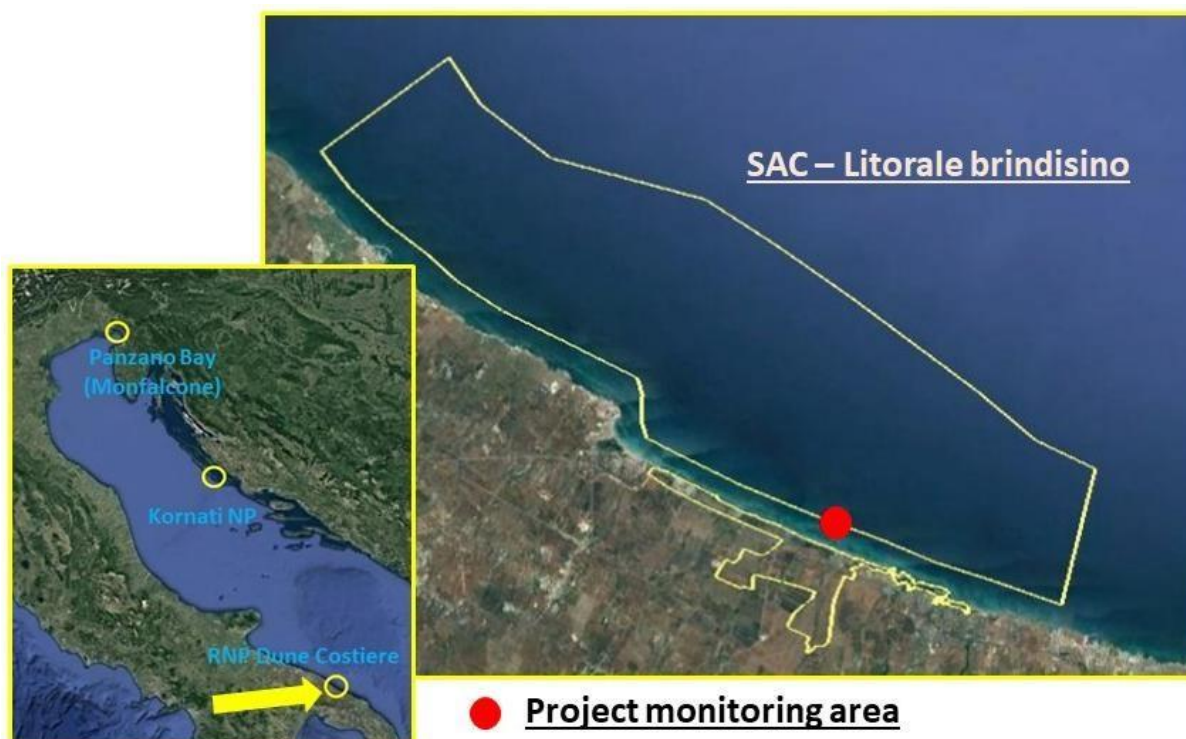 SAC – Litorale brindisino
Panzano Bay
(Monfalcone)
Kornati NP
RNP Dune Costiere
Project monitoring area